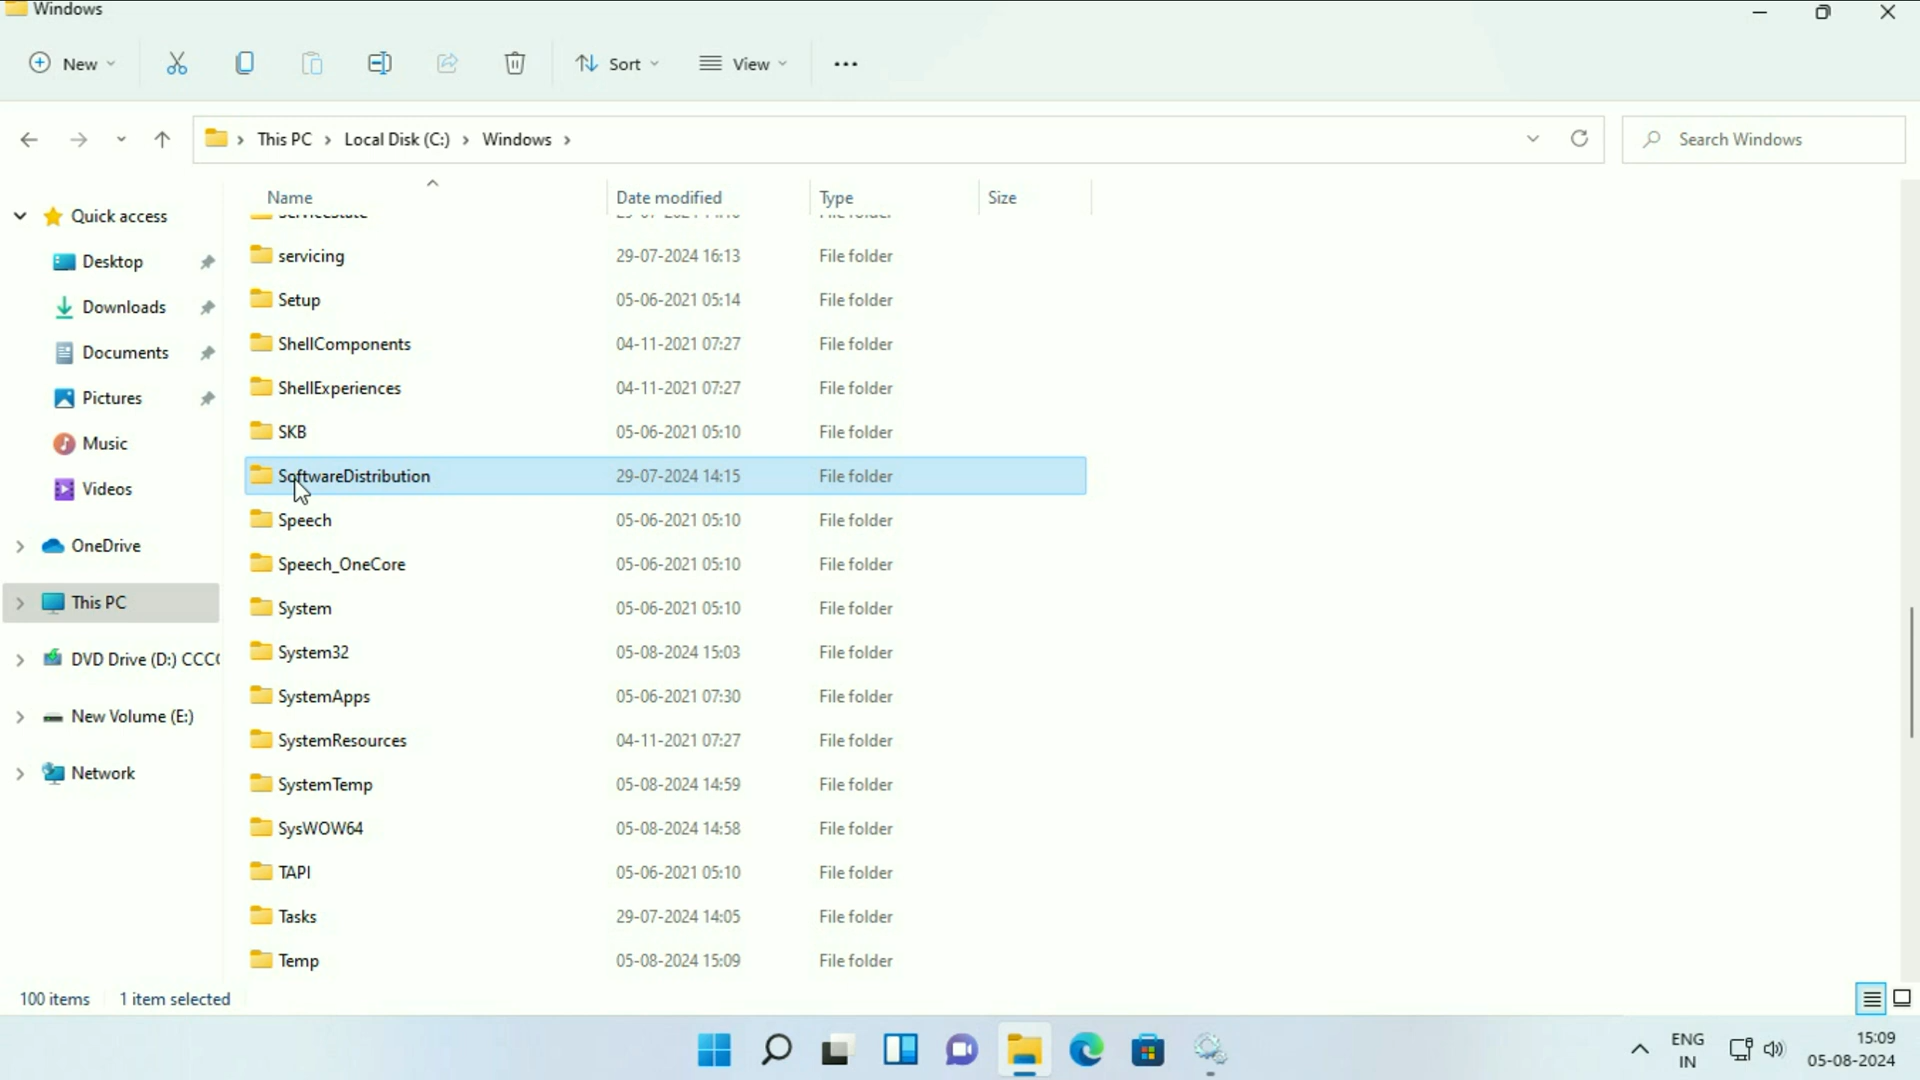 Windows
New
Sort
View
This PC
Local Disk (C:)
Windows
Search Windows
Name
Date modified
Type
Size
Quick access
Desktop
Downloads
Documents
Pictures
Music
Videos
OneDrive
This PC
DVD Drive (D:) CCC
New Volume (E:)
Network
servicing 29-07-2024 16:13 File folder
Setup 05-06-2021 05:14 File folder
ShellComponents 04-11-2021 07:27 File folder
ShellExperiences 04-11-2021 07:27 File folder
SKB 05-06-2021 05:10 File folder
SoftwareDistribution 29-07-2024 14:15 File folder
Speech 05-06-2021 05:10 File folder
Speech_OneCore 05-06-2021 05:10 File folder
System 05-06-2021 05:10 File folder
System32 05-08-2024 15:03 File folder
SystemApps 05-06-2021 07:30 File folder
SystemResources 04-11-2021 07:27 File folder
SystemTemp 05-08-2024 14:59 File folder
SysWOW64 05-08-2024 14:58 File folder
TAPI 05-06-2021 05:10 File folder
Tasks 29-07-2024 14:05 File folder
Temp 05-08-2024 15:09 File folder
100 items 1 item selected
ENG
IN
15:09
05-08-2024